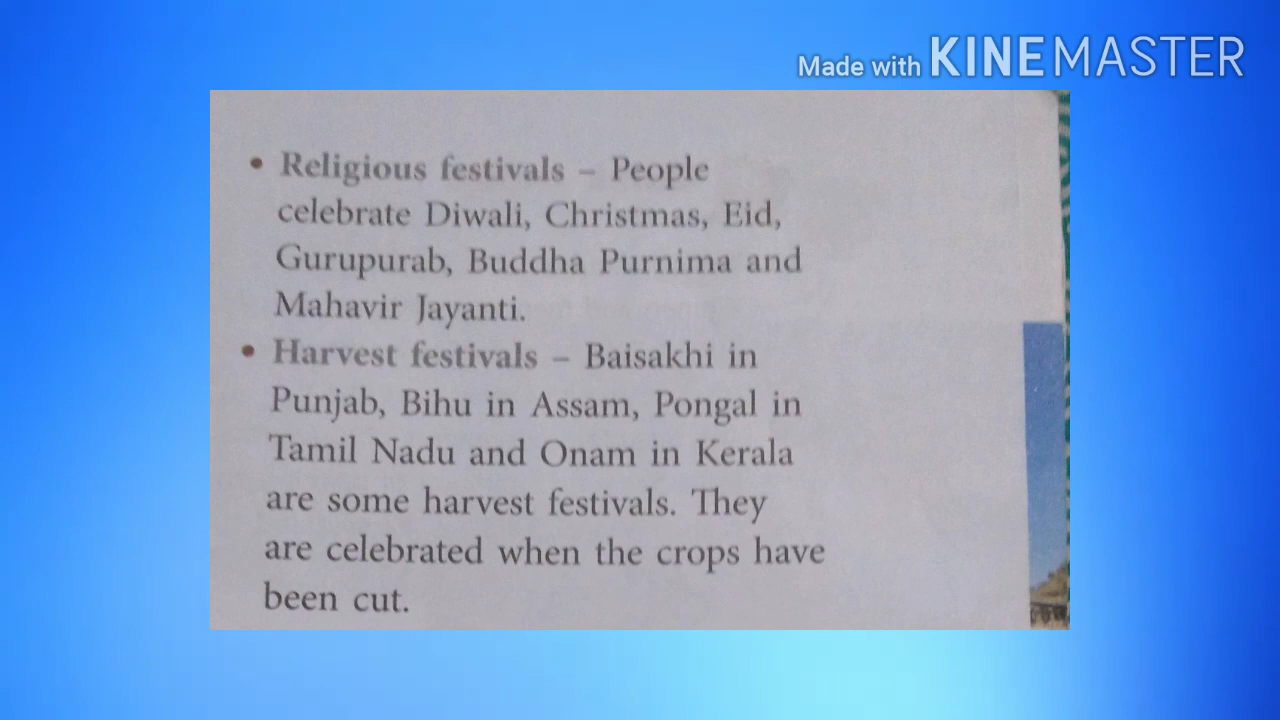 Made with KINEMASTER
• Religious festivals – People
celebrate Diwali, Christmas, Eid,
Gurupurab, Buddha Purnima and
Mahavir Jayanti.
• Harvest festivals – Baisakhi in
Punjab, Bihu in Assam, Pongal in
Tamil Nadu and Onam in Kerala
are some harvest festivals. They
are celebrated when the crops have
been cut.